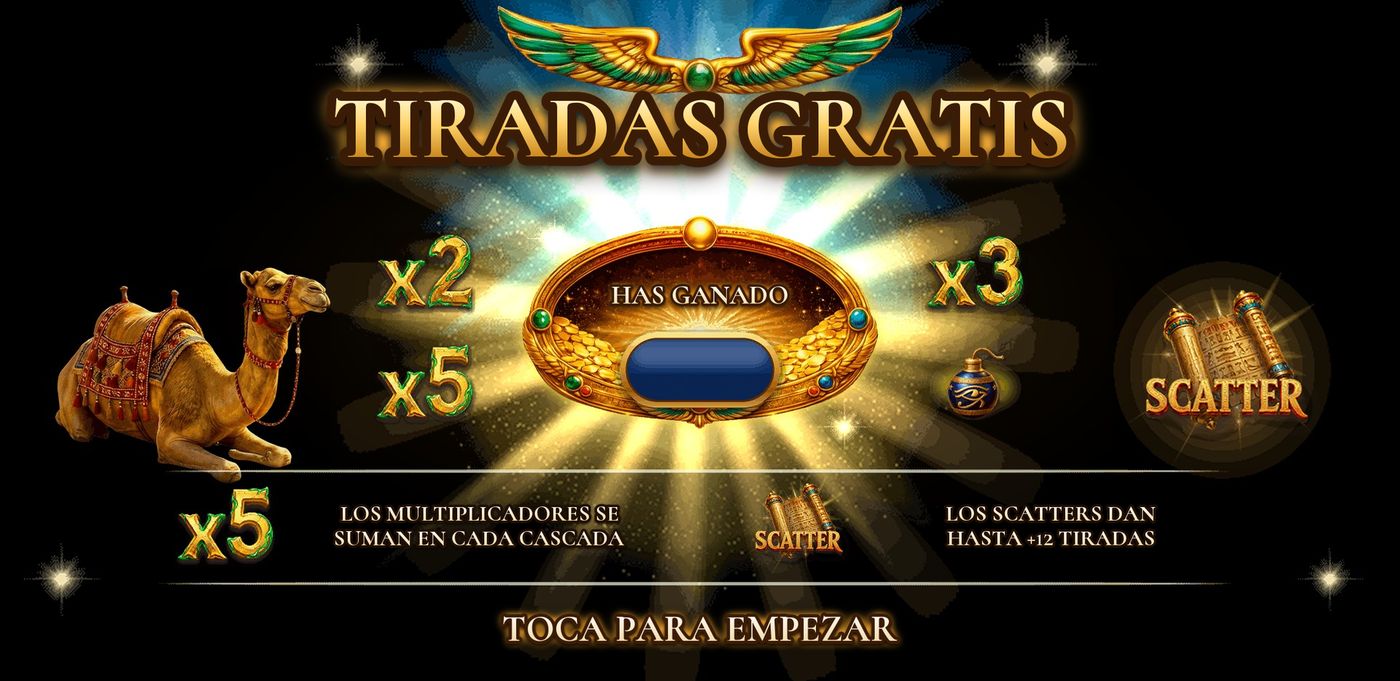 TIRADAS GRATIS
x2
HAS GANADO
x3
x5
SCATTER
x5
LOS MULTIPLICADORES SE
SUMAN EN CADA CASCADA
SCATTER
LOS SCATTERS DAN
HASTA +12 TIRADAS
TOCA PARA EMPEZAR